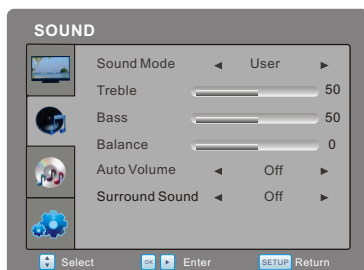 SOUND
Sound Mode ◄ User ►
Treble 50
Bass 50
Balance 0
Auto Volume ◄ Off ►
Surround Sound ◄ Off ►
Select OK ► Enter SETUP Return